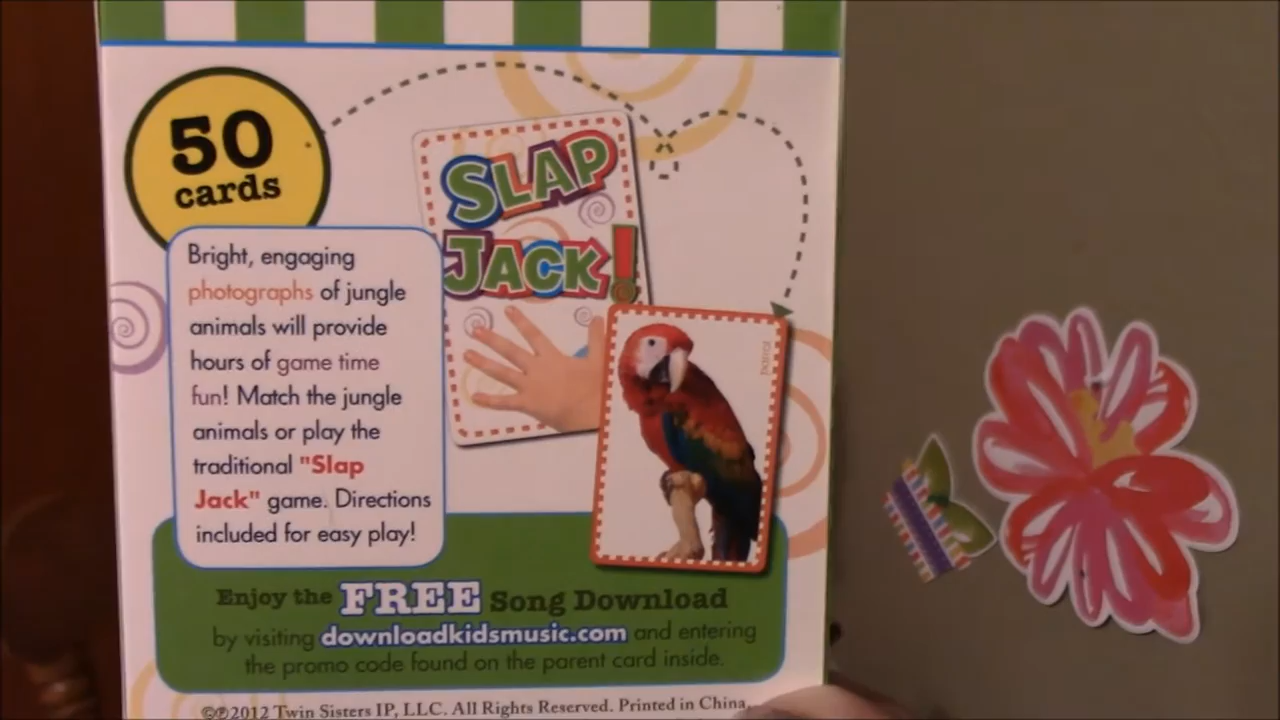 50
cards
SLAP
JACK!
Bright, engaging
photographs of jungle
animals will provide
hours of game time
fun! Match the jungle
animals or play the
traditional "Slap
Jack" game. Directions
included for easy play!
parrot
Enjoy the FREE Song Download
by visiting downloadkidsmusic.com and entering
the promo code found on the parent card inside.
©℗2012 Twin Sisters IP, LLC. All Rights Reserved. Printed in China.